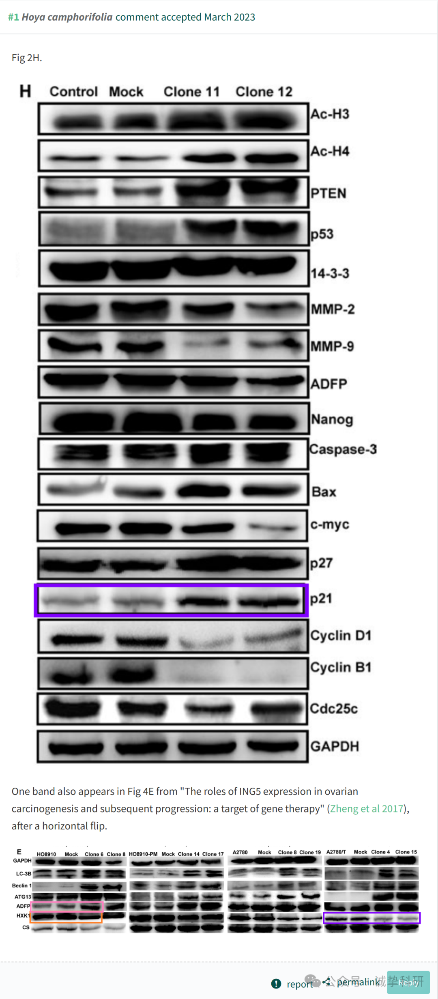 #1 Hoya camphorifolia comment accepted March 2023
Fig 2H.
H Control Mock Clone 11 Clone 12
Ac-H3
Ac-H4
PTEN
p53
14-3-3
MMP-2
MMP-9
ADFP
Nanog
Caspase-3
Bax
c-myc
p27
p21
Cyclin D1
Cyclin B1
Cdc25c
GAPDH
One band also appears in Fig 4E from "The roles of ING5 expression in ovarian
carcinogenesis and subsequent progression: a target of gene therapy" (Zheng et al 2017),
after a horizontal flip.
E HO8910 Mock Clone 6 Clone 8 HO8910-PM Mock Clone 14 Clone 17 A2780 Mock Clone 8 Clone 19 A2780/T Mock Clone 4 Clone 15
GAPDH
LC-3B
Beclin 1
ATG13
ADFP
HXK1
CS
! report permalink Reply
公众号 诚挚科研